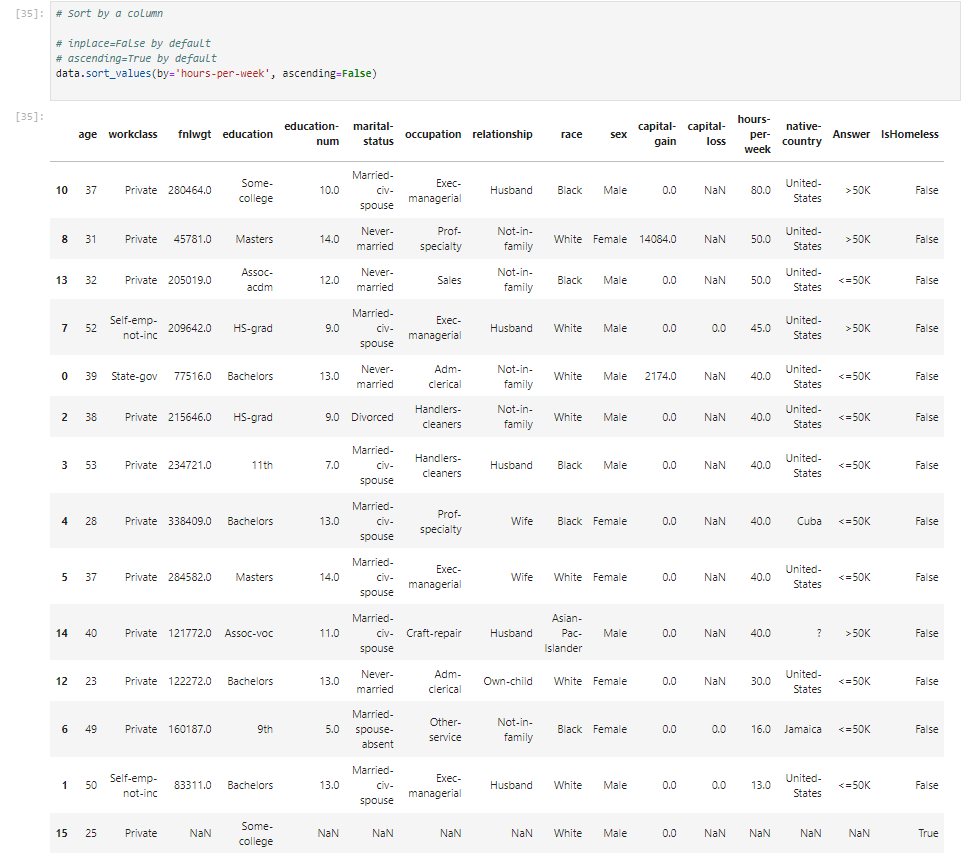 [35]: # Sort by a column
# inplace=False by default
# ascending=True by default
data.sort_values(by='hours-per-week', ascending=False)
[35]:
age workclass fnlwgt education education-num marital-status occupation relationship race sex capital-gain capital-loss hours-per-week native-country Answer IsHomeless
10 37 Private 280464.0 Some-college 10.0 Married-civ-spouse Exec-managerial Husband Black Male 0.0 NaN 80.0 United-States >50K False
8 31 Private 45781.0 Masters 14.0 Never-married Prof-specialty Not-in-family White Female 14084.0 NaN 50.0 United-States >50K False
13 32 Private 205019.0 Assoc-acdm 12.0 Never-married Sales Not-in-family Black Male 0.0 NaN 50.0 United-States <=50K False
7 52 Self-emp-not-inc 209642.0 HS-grad 9.0 Married-civ-spouse Exec-managerial Husband White Male 0.0 0.0 45.0 United-States >50K False
0 39 State-gov 77516.0 Bachelors 13.0 Never-married Adm-clerical Not-in-family White Male 2174.0 NaN 40.0 United-States <=50K False
2 38 Private 215646.0 HS-grad 9.0 Divorced Handlers-cleaners Not-in-family White Male 0.0 NaN 40.0 United-States <=50K False
3 53 Private 234721.0 11th 7.0 Married-civ-spouse Handlers-cleaners Husband Black Male 0.0 NaN 40.0 United-States <=50K False
4 28 Private 338409.0 Bachelors 13.0 Married-civ-spouse Prof-specialty Wife Black Female 0.0 NaN 40.0 Cuba <=50K False
5 37 Private 284582.0 Masters 14.0 Married-civ-spouse Exec-managerial Wife White Female 0.0 NaN 40.0 United-States <=50K False
14 40 Private 121772.0 Assoc-voc 11.0 Married-civ-spouse Craft-repair Husband Asian-Pac-Islander Male 0.0 NaN 40.0 ? >50K False
12 23 Private 122272.0 Bachelors 13.0 Never-married Adm-clerical Own-child White Female 0.0 NaN 30.0 United-States <=50K False
6 49 Private 160187.0 9th 5.0 Married-spouse-absent Other-service Not-in-family Black Female 0.0 0.0 16.0 Jamaica <=50K False
1 50 Self-emp-not-inc 83311.0 Bachelors 13.0 Married-civ-spouse Exec-managerial Husband White Male 0.0 0.0 13.0 United-States <=50K False
15 25 Private NaN Some-college NaN NaN NaN NaN White Male 0.0 NaN NaN NaN NaN True